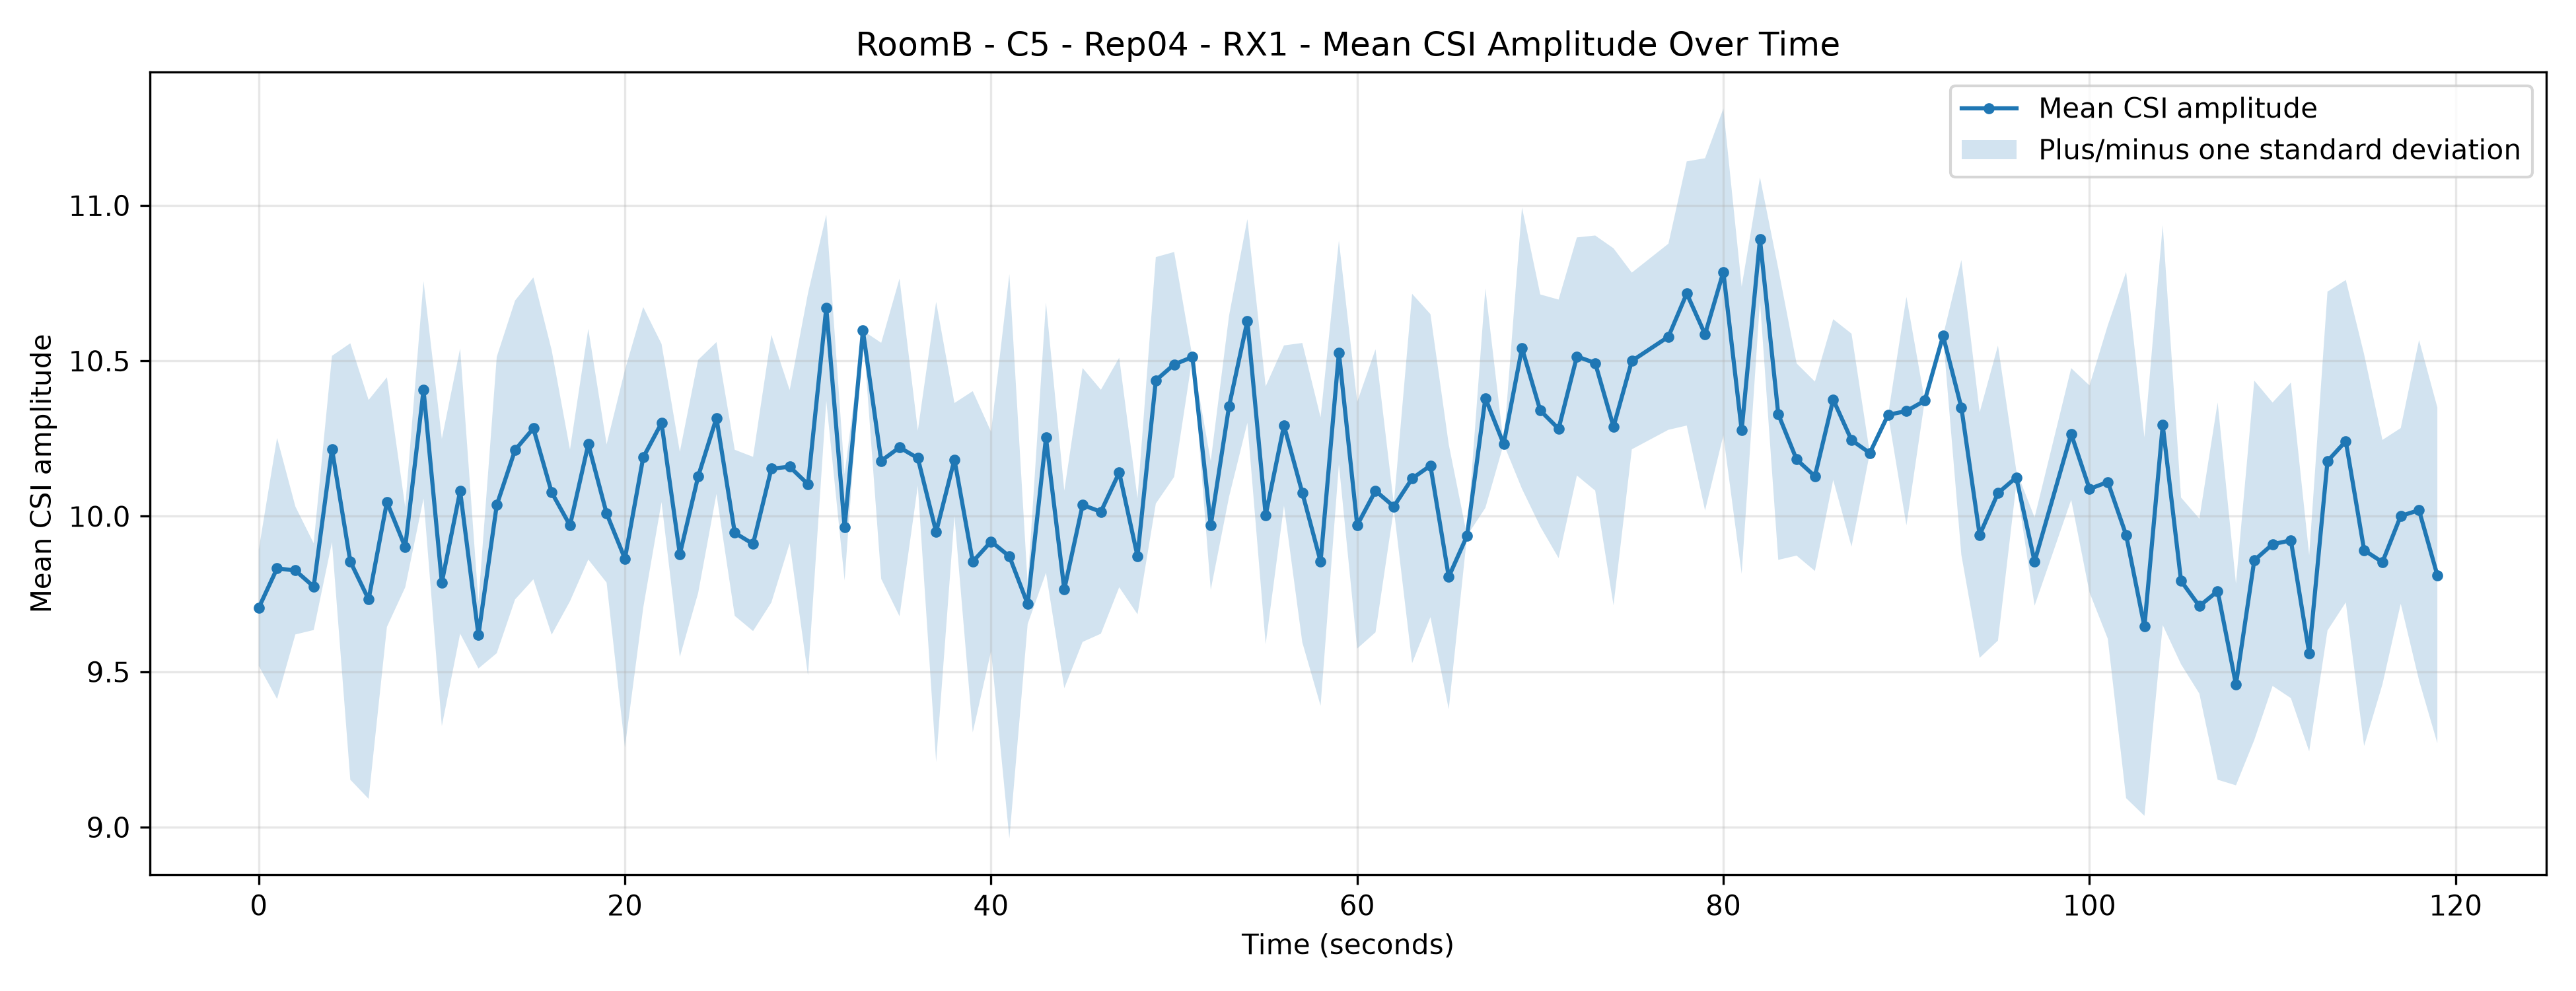 RoomB - C5 - Rep04 - RX1 - Mean CSI Amplitude Over Time
Mean CSI amplitude
Plus/minus one standard deviation
Mean CSI amplitude
11.0
10.5
10.0
9.5
9.0
0 20 40 60 80 100 120
Time (seconds)